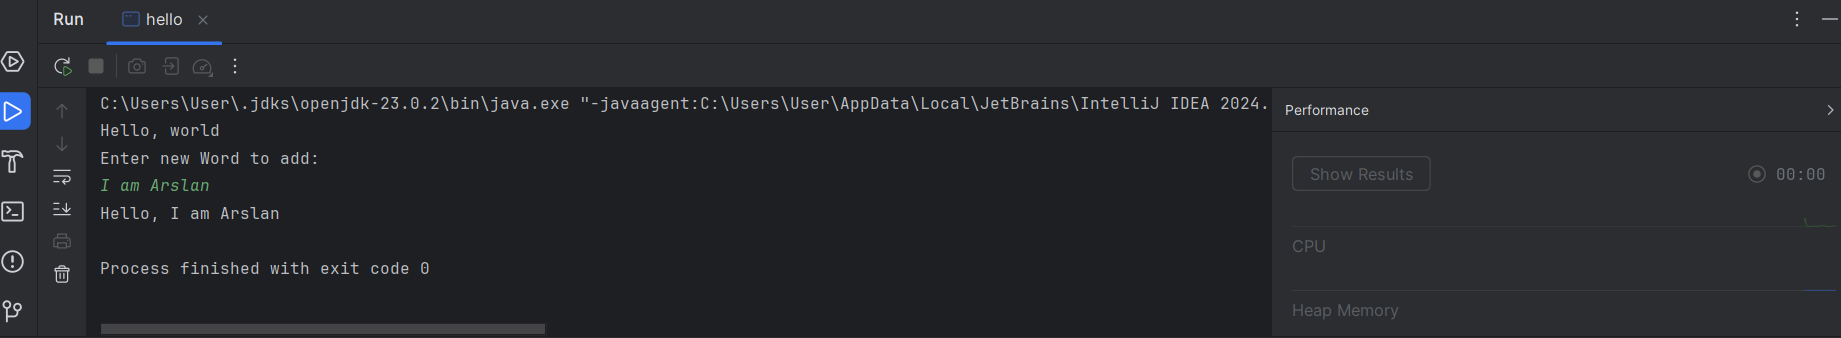 Run
hello
C:\Users\User\.jdks\openjdk-23.0.2\bin\java.exe "-javaagent:C:\Users\User\AppData\Local\JetBrains\IntelliJ IDEA 2024.
Hello, world
Enter new Word to add:
I am Arslan
Hello, I am Arslan
Process finished with exit code 0
Performance
Show Results
00:00
CPU
Heap Memory